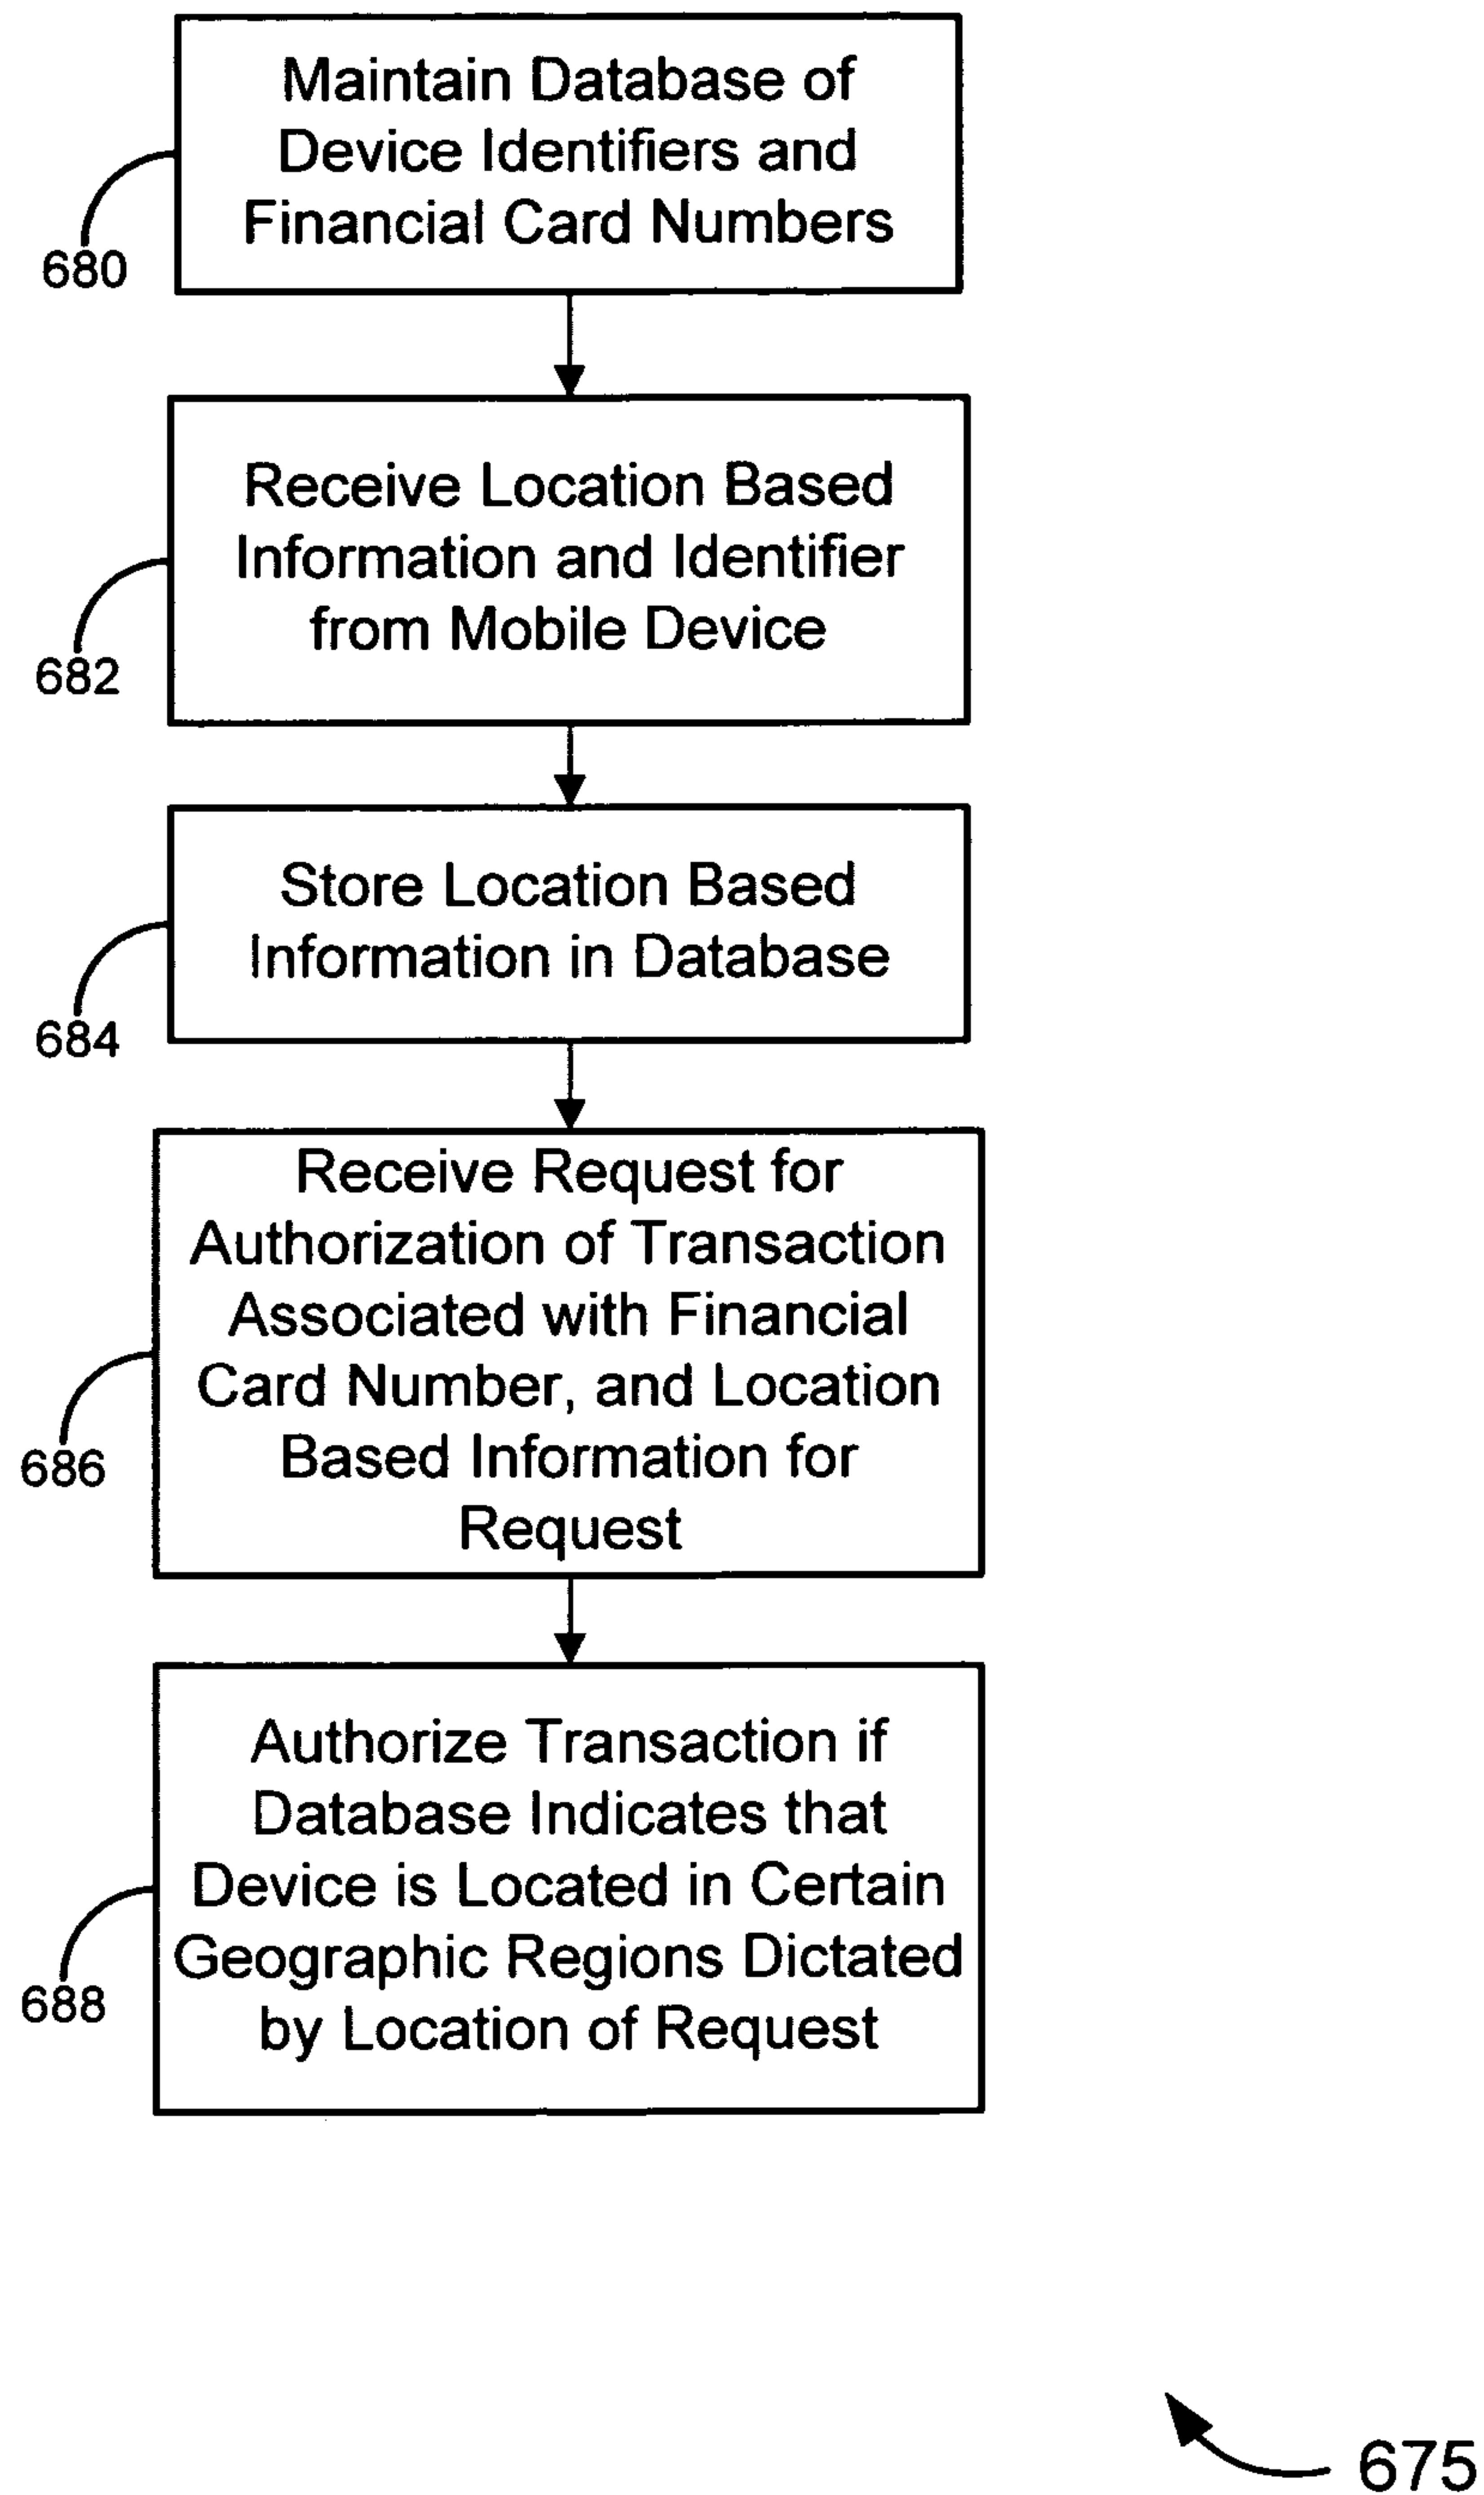 Maintain Database of
Device Identifiers and
Financial Card Numbers
680
Receive Location Based
Information and Identifier
from Mobile Device
682
Store Location Based
Information in Database
684
Receive Request for
Authorization of Transaction
Associated with Financial
Card Number, and Location
Based Information for
Request
686
Authorize Transaction if
Database Indicates that
Device is Located in Certain
Geographic Regions Dictated
by Location of Request
688
675